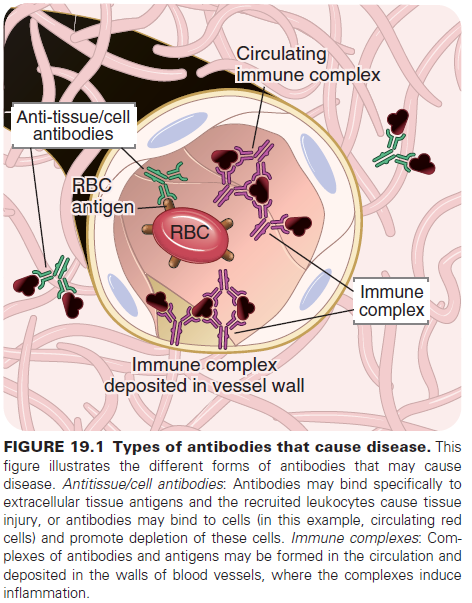 Circulating
immune complex
Anti-tissue/cell
antibodies
RBC
antigen
RBC
Immune
complex
Immune complex
deposited in vessel wall
FIGURE 19.1 Types of antibodies that cause disease. This
figure illustrates the different forms of antibodies that may cause
disease. Antitissue/cell antibodies: Antibodies may bind specifically to
extracellular tissue antigens and the recruited leukocytes cause tissue
injury, or antibodies may bind to cells (in this example, circulating red
cells) and promote depletion of these cells. Immune complexes: Com-
plexes of antibodies and antigens may be formed in the circulation and
deposited in the walls of blood vessels, where the complexes induce
inflammation.